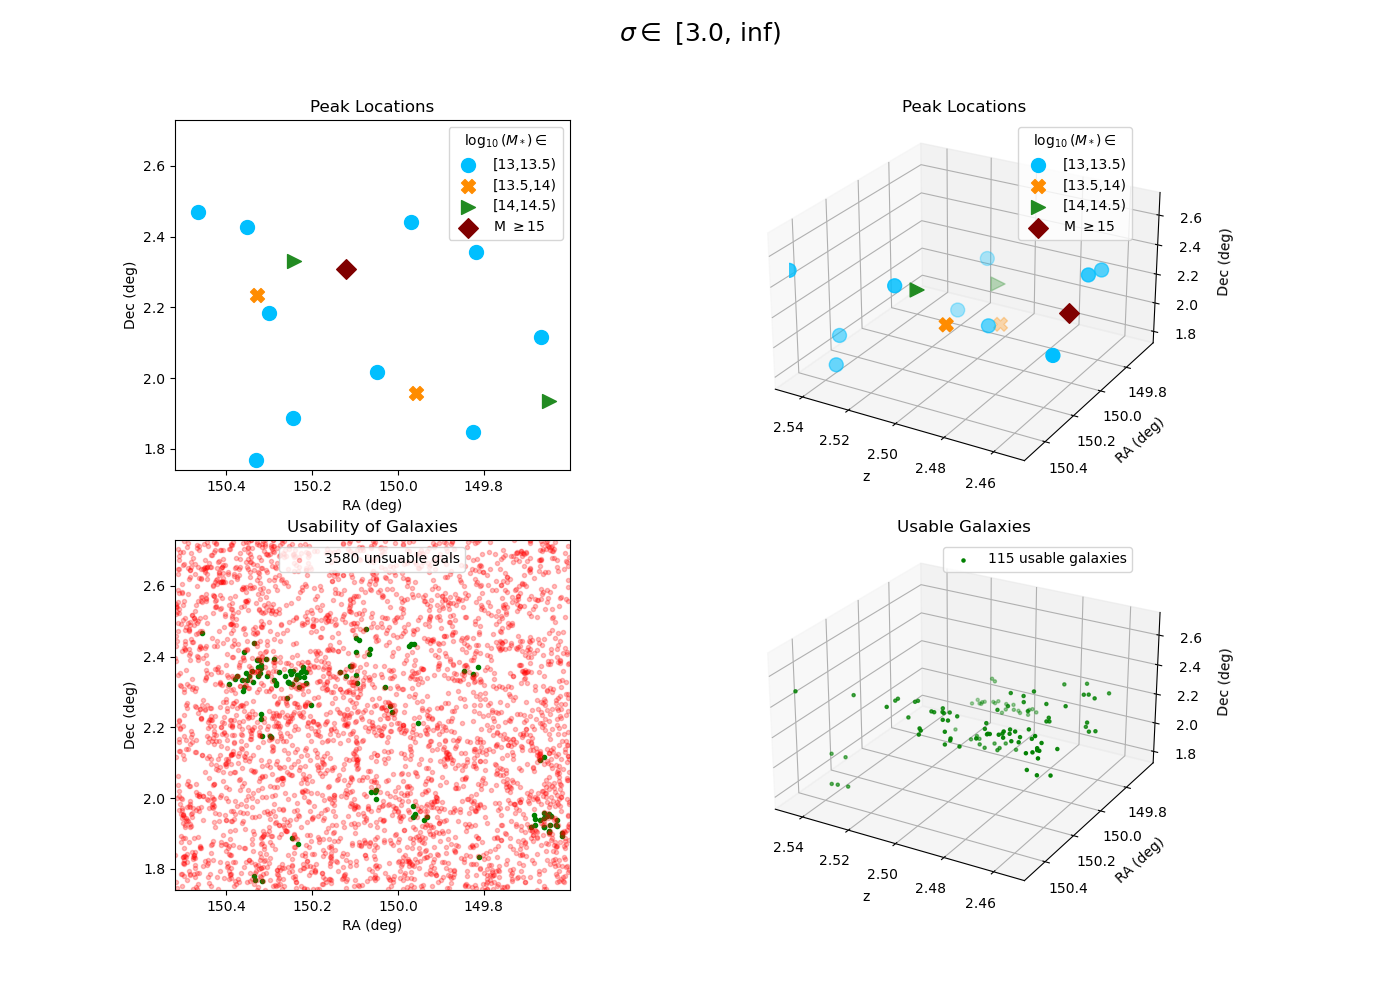 σ∈ [3.0, inf)
Peak Locations
log₁₀(M*) ∈
[13,13.5)
[13.5,14)
[14,14.5)
M ≥15
2.6
2.4
2.2
2.0
1.8
Dec (deg)
150.4 150.2 150.0 149.8
RA (deg)
Peak Locations
log₁₀(M*) ∈
[13,13.5)
[13.5,14)
[14,14.5)
M ≥15
2.6
2.4
2.2
2.0
1.8
Dec (deg)
149.8
150.0
150.2
150.4
RA (deg)
2.54
2.52
2.50
2.48
2.46
z
Usability of Galaxies
3580 unsuable gals
2.6
2.4
2.2
2.0
1.8
Dec (deg)
150.4 150.2 150.0 149.8
RA (deg)
Usable Galaxies
115 usable galaxies
2.6
2.4
2.2
2.0
1.8
Dec (deg)
149.8
150.0
150.2
150.4
RA (deg)
2.54
2.52
2.50
2.48
2.46
z